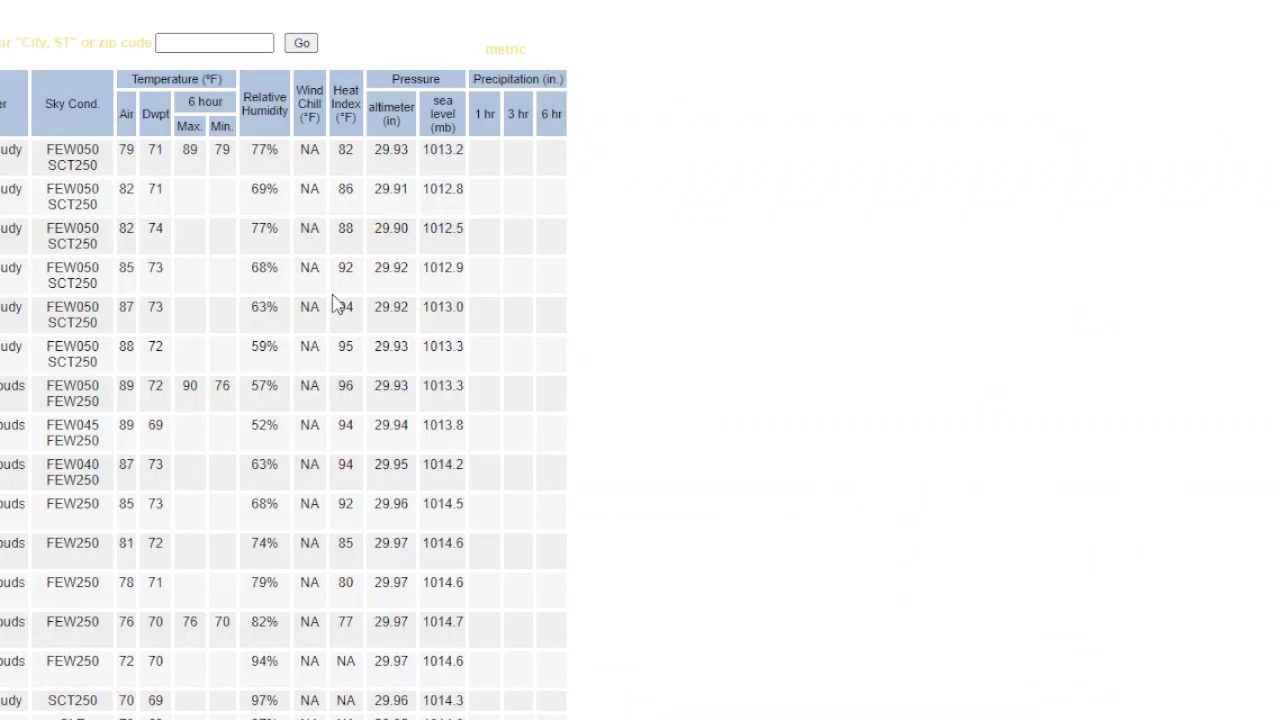 ur "City, ST" or zip code Go
metric
er Sky Cond. Temperature (ºF) Relative Humidity Wind Chill (°F) Heat Index (°F) Pressure Precipitation (in.)
Air Dwpt 6 hour altimeter (in) sea level (mb) 1 hr 3 hr 6 hr
Max. Min.
udy FEW050 SCT250 79 71 89 79 77% NA 82 29.93 1013.2
udy FEW050 SCT250 82 71 69% NA 86 29.91 1012.8
udy FEW050 SCT250 82 74 77% NA 88 29.90 1012.5
udy FEW050 SCT250 85 73 68% NA 92 29.92 1012.9
udy FEW050 SCT250 87 73 63% NA 94 29.92 1013.0
udy FEW050 SCT250 88 72 59% NA 95 29.93 1013.3
ouds FEW050 FEW250 89 72 90 76 57% NA 96 29.93 1013.3
ouds FEW045 FEW250 89 69 52% NA 94 29.94 1013.8
ouds FEW040 FEW250 87 73 63% NA 94 29.95 1014.2
ouds FEW250 85 73 68% NA 92 29.96 1014.5
ouds FEW250 81 72 74% NA 85 29.97 1014.6
ouds FEW250 78 71 79% NA 80 29.97 1014.6
ouds FEW250 76 70 76 70 82% NA 77 29.97 1014.7
ouds FEW250 72 70 94% NA NA 29.97 1014.6
udy SCT250 70 69 97% NA NA 29.96 1014.3